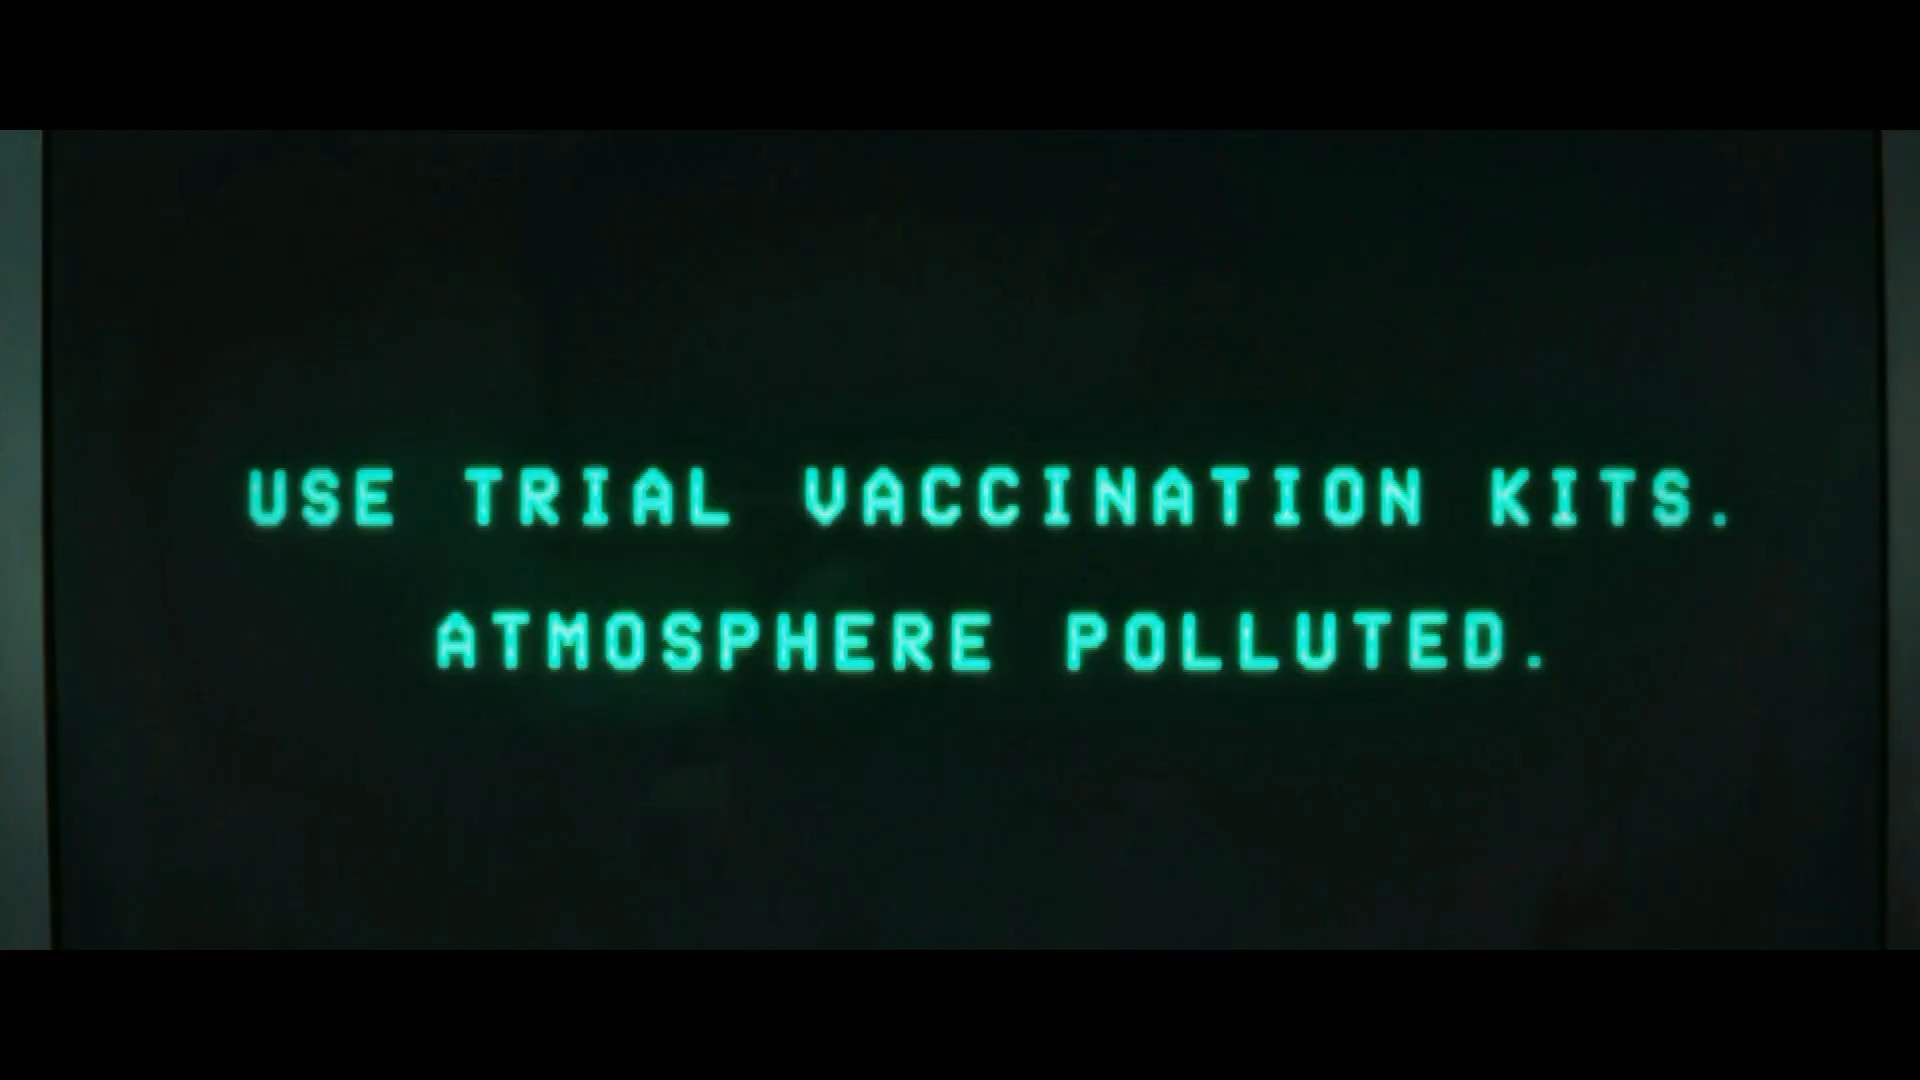 USE TRIAL VACCINATION KITS.
ATMOSPHERE POLLUTED.